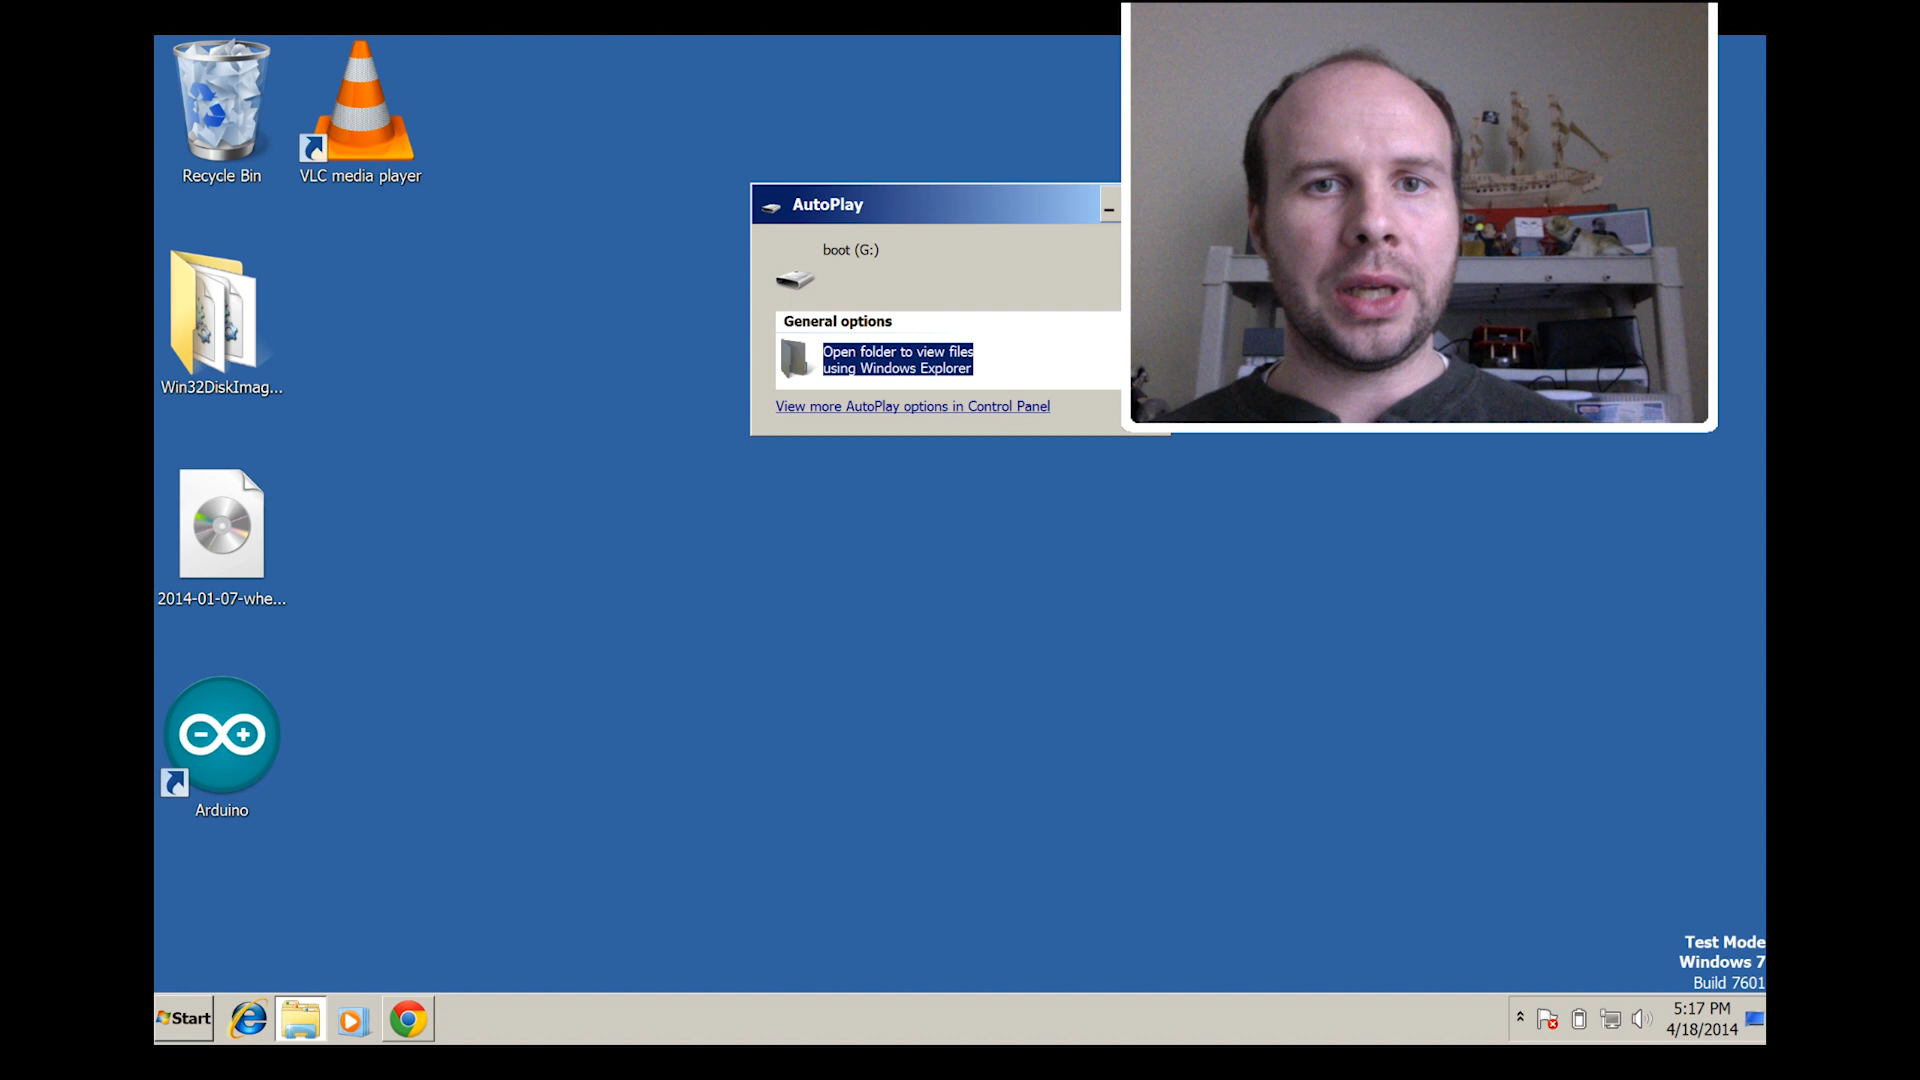 Recycle Bin
VLC media player
AutoPlay
boot (G:)
General options
Open folder to view files
using Windows Explorer
View more AutoPlay options in Control Panel
Win32DiskImag...
2014-01-07-whe...
Arduino
Test Mode
Windows 7
Build 7601
Start
5:17 PM
4/18/2014